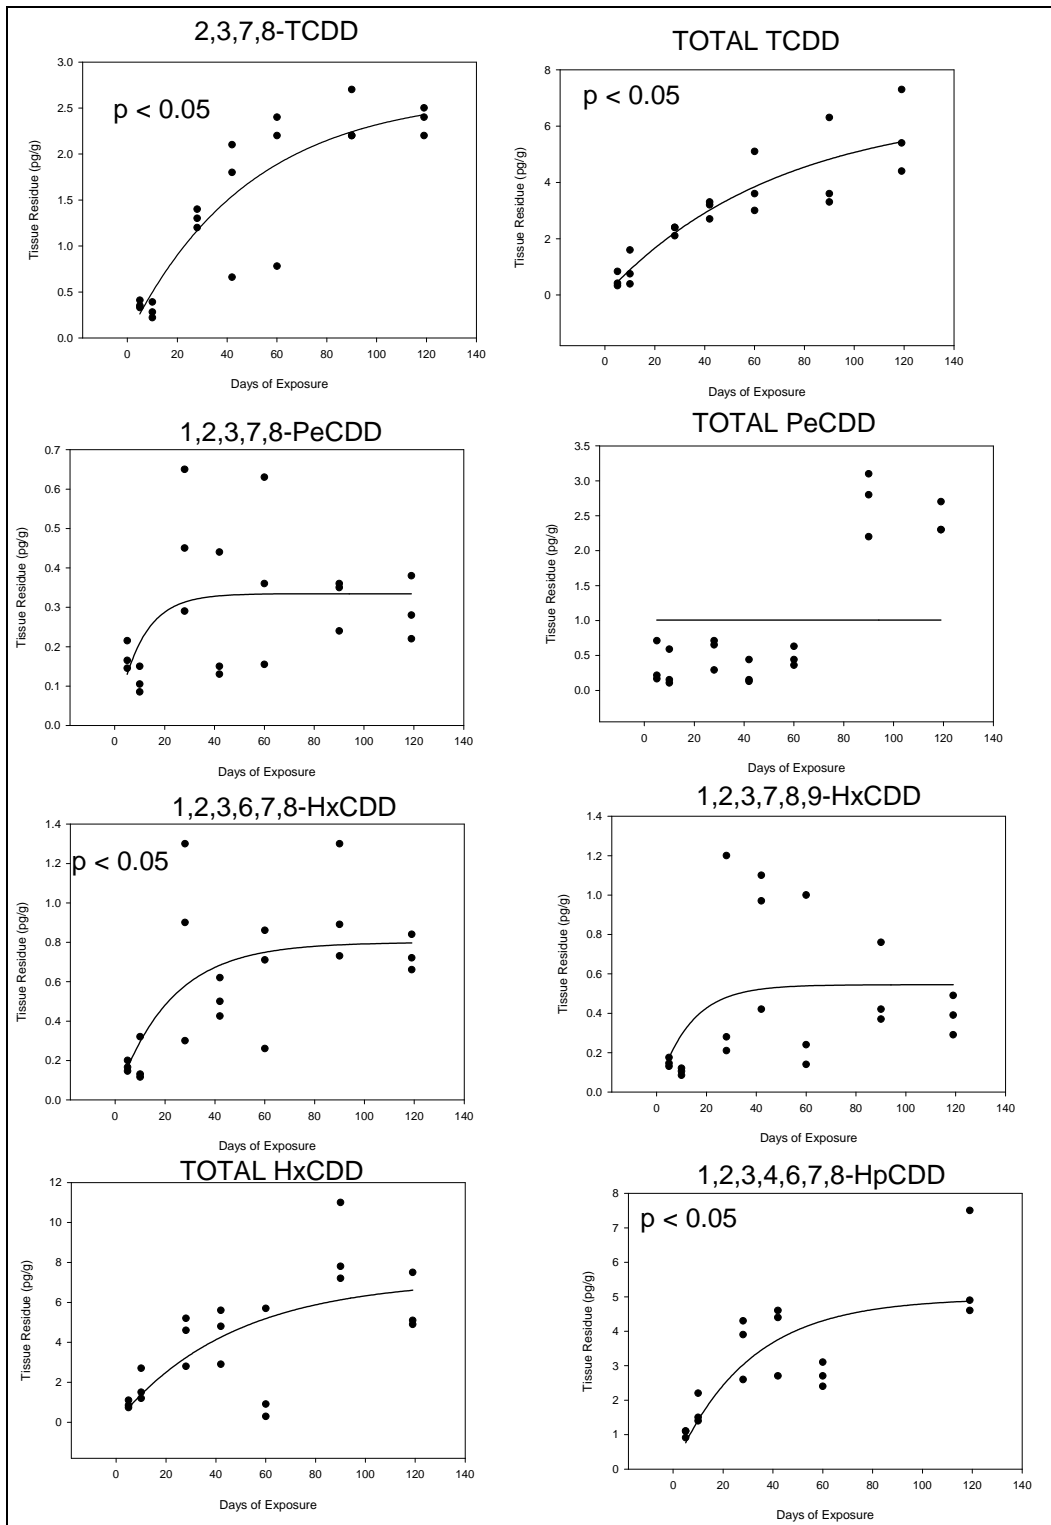 2,3,7,8-TCDD
p < 0.05
Tissue Residue (pg/g)
3.0
2.5
2.0
1.5
1.0
0.5
0.0
0 20 40 60 80 100 120 140
Days of Exposure
TOTAL TCDD
p < 0.05
Tissue Residue (pg/g)
8
6
4
2
0
0 20 40 60 80 100 120 140
Days of Exposure
1,2,3,7,8-PeCDD
Tissue Residue (pg/g)
0.7
0.6
0.5
0.4
0.3
0.2
0.1
0.0
0 20 40 60 80 100 120 140
Days of Exposure
TOTAL PeCDD
Tissue Residue (pg/g)
3.5
3.0
2.5
2.0
1.5
1.0
0.5
0.0
0 20 40 60 80 100 120 140
Days of Exposure
1,2,3,6,7,8-HxCDD
p < 0.05
Tissue Residue (pg/g)
1.4
1.2
1.0
0.8
0.6
0.4
0.2
0.0
0 20 40 60 80 100 120 140
Days of Exposure
1,2,3,7,8,9-HxCDD
Tissue Residue (pg/g)
1.4
1.2
1.0
0.8
0.6
0.4
0.2
0.0
0 20 40 60 80 100 120 140
Days of Exposure
TOTAL HxCDD
Tissue Residue (pg/g)
12
10
8
6
4
2
0
0 20 40 60 80 100 120 140
Days of Exposure
1,2,3,4,6,7,8-HpCDD
p < 0.05
Tissue Residue (pg/g)
8
7
6
5
4
3
2
1
0
0 20 40 60 80 100 120 140
Days of Exposure